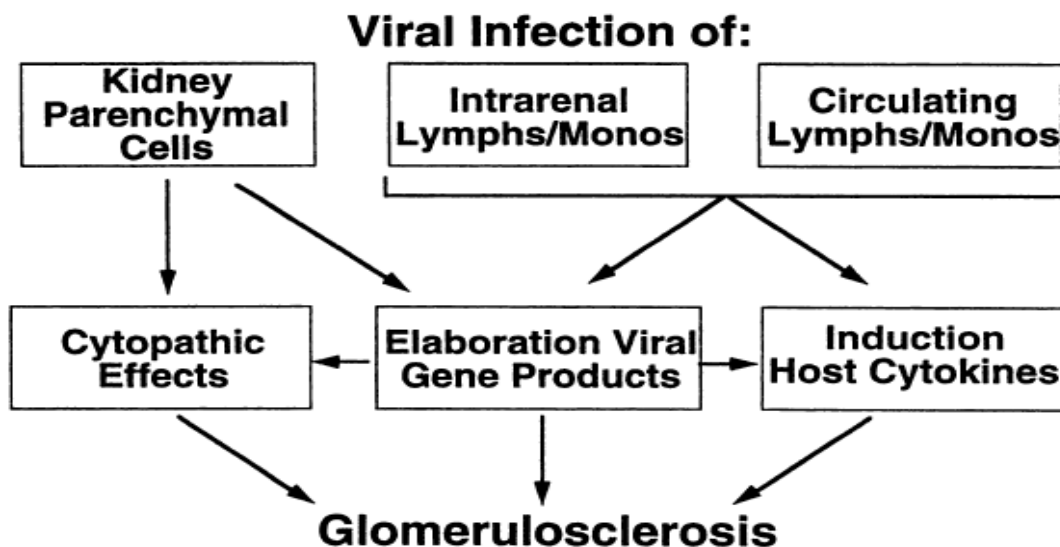 Viral Infection of:
Kidney
Parenchymal
Cells
Intrarenal
Lymphs/Monos
Circulating
Lymphs/Monos
Cytopathic
Effects
Elaboration Viral
Gene Products
Induction
Host Cytokines
Glomerulosclerosis